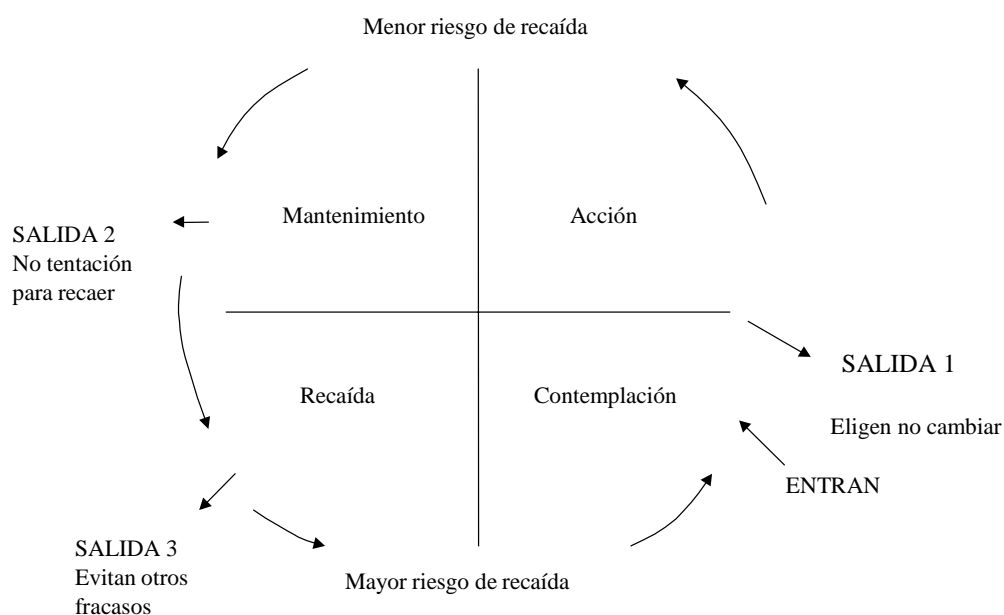 Menor riesgo de recaída
Mantenimiento
Acción
SALIDA 2
No tentación
para recaer
SALIDA 1
Recaída
Contemplación
Eligen no cambiar
ENTRAN
SALIDA 3
Evitan otros
fracasos
Mayor riesgo de recaída